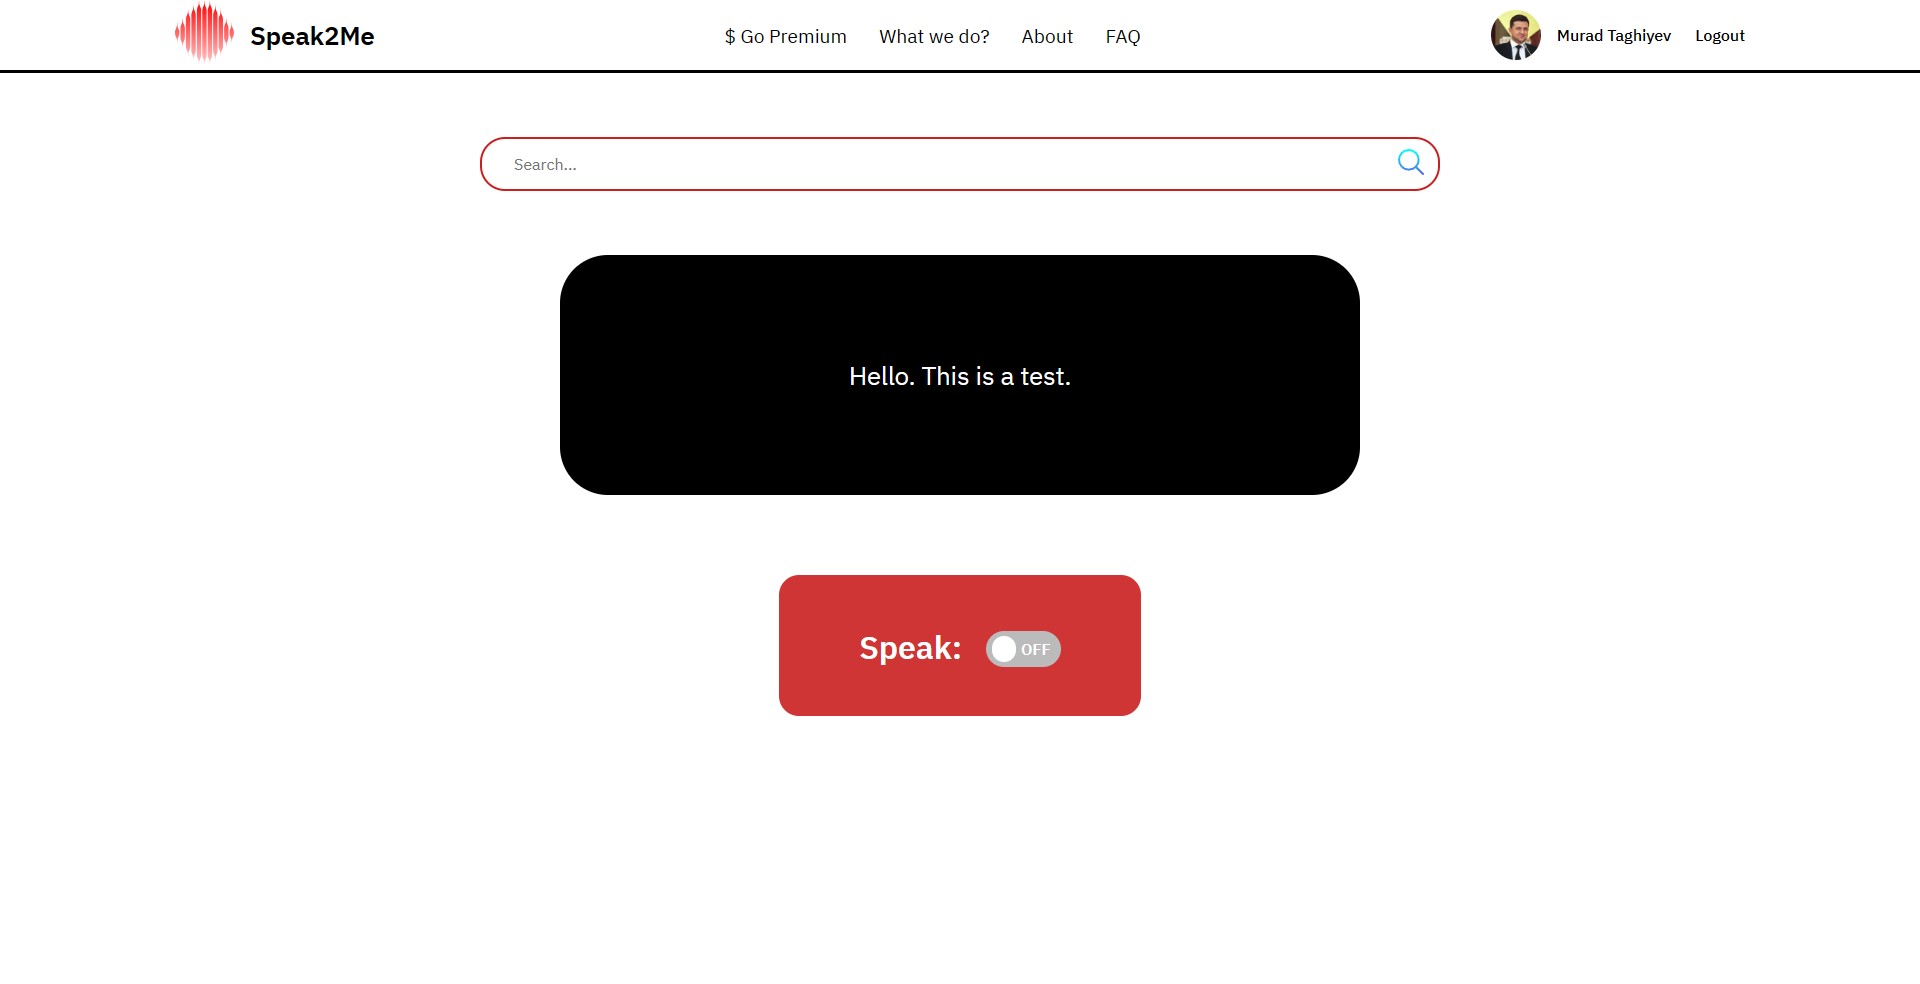 Speak2Me
$ Go Premium
What we do?
About
FAQ
Murad Taghiyev
Logout
Search...
Hello. This is a test.
Speak:
OFF